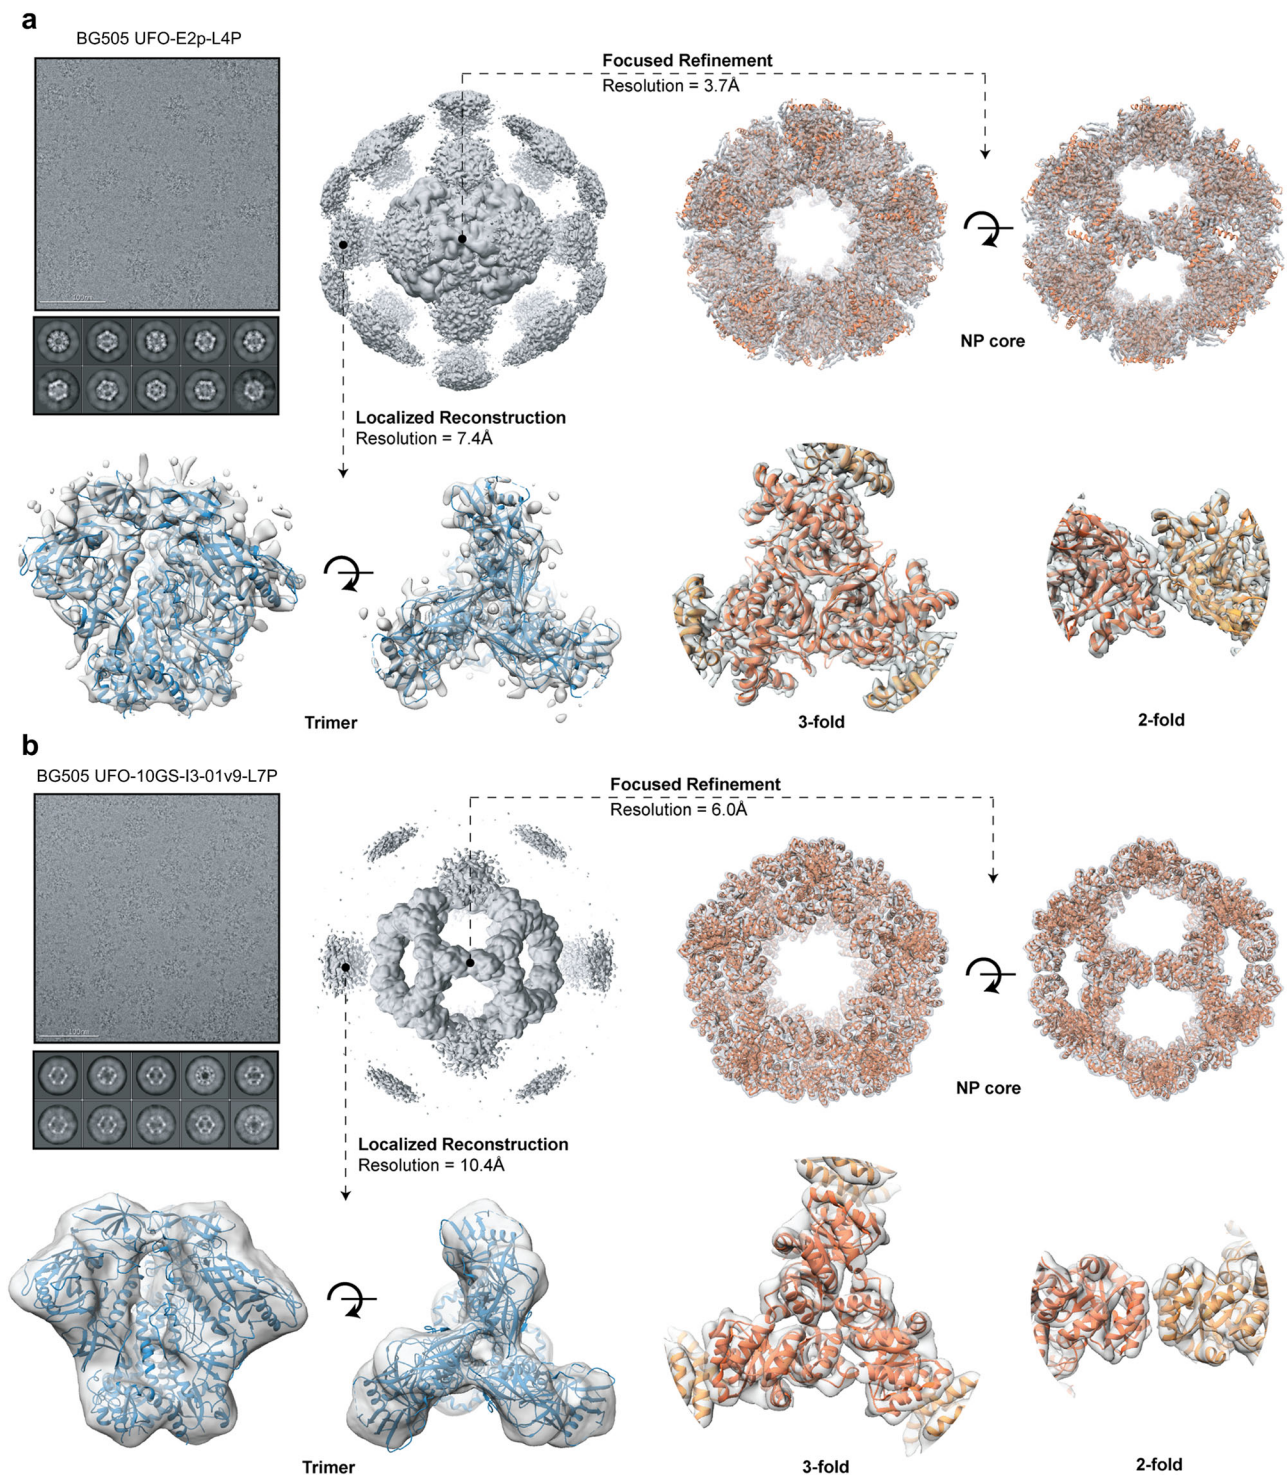 a
BG505 UFO-E2p-L4P
Focused Refinement
Resolution = 3.7Å
100nm
NP core
Localized Reconstruction
Resolution = 7.4Å
Trimer
3-fold
2-fold
b
BG505 UFO-10GS-I3-01v9-L7P
Focused Refinement
Resolution = 6.0Å
100nm
NP core
Localized Reconstruction
Resolution = 10.4Å
Trimer
3-fold
2-fold